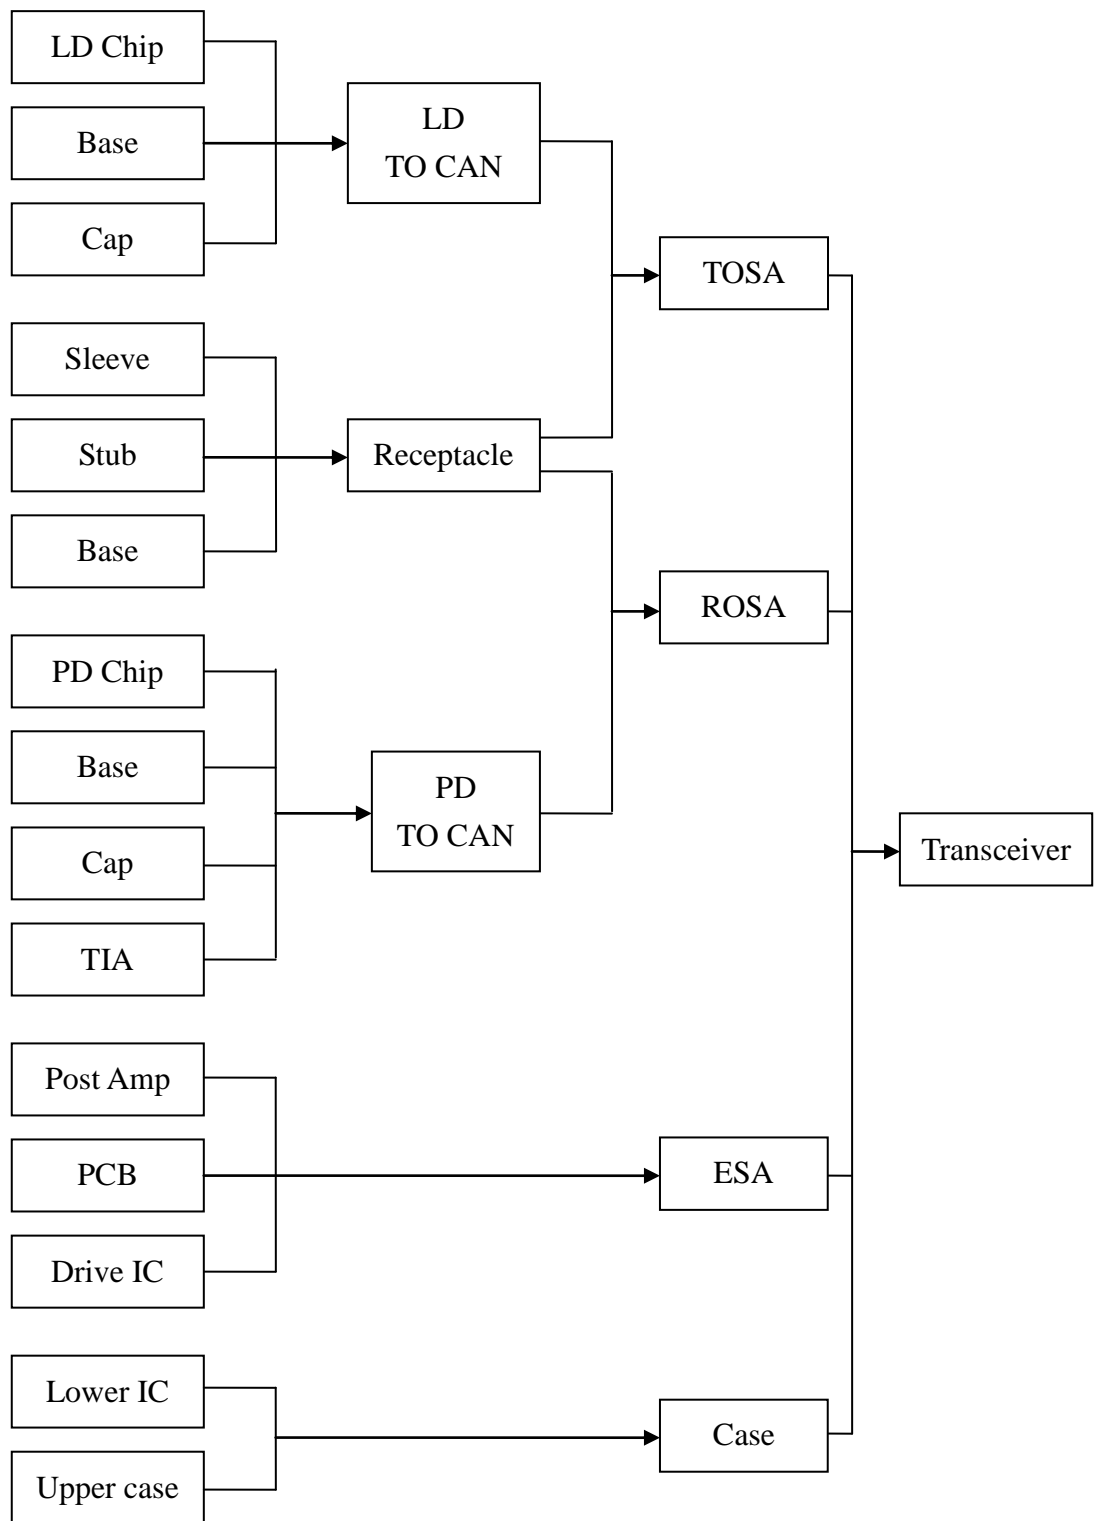 LD Chip
Base
Cap
LD
TO CAN
TOSA
Sleeve
Stub
Base
Receptacle
ROSA
PD Chip
Base
Cap
TIA
PD
TO CAN
Transceiver
Post Amp
PCB
Drive IC
ESA
Lower IC
Upper case
Case